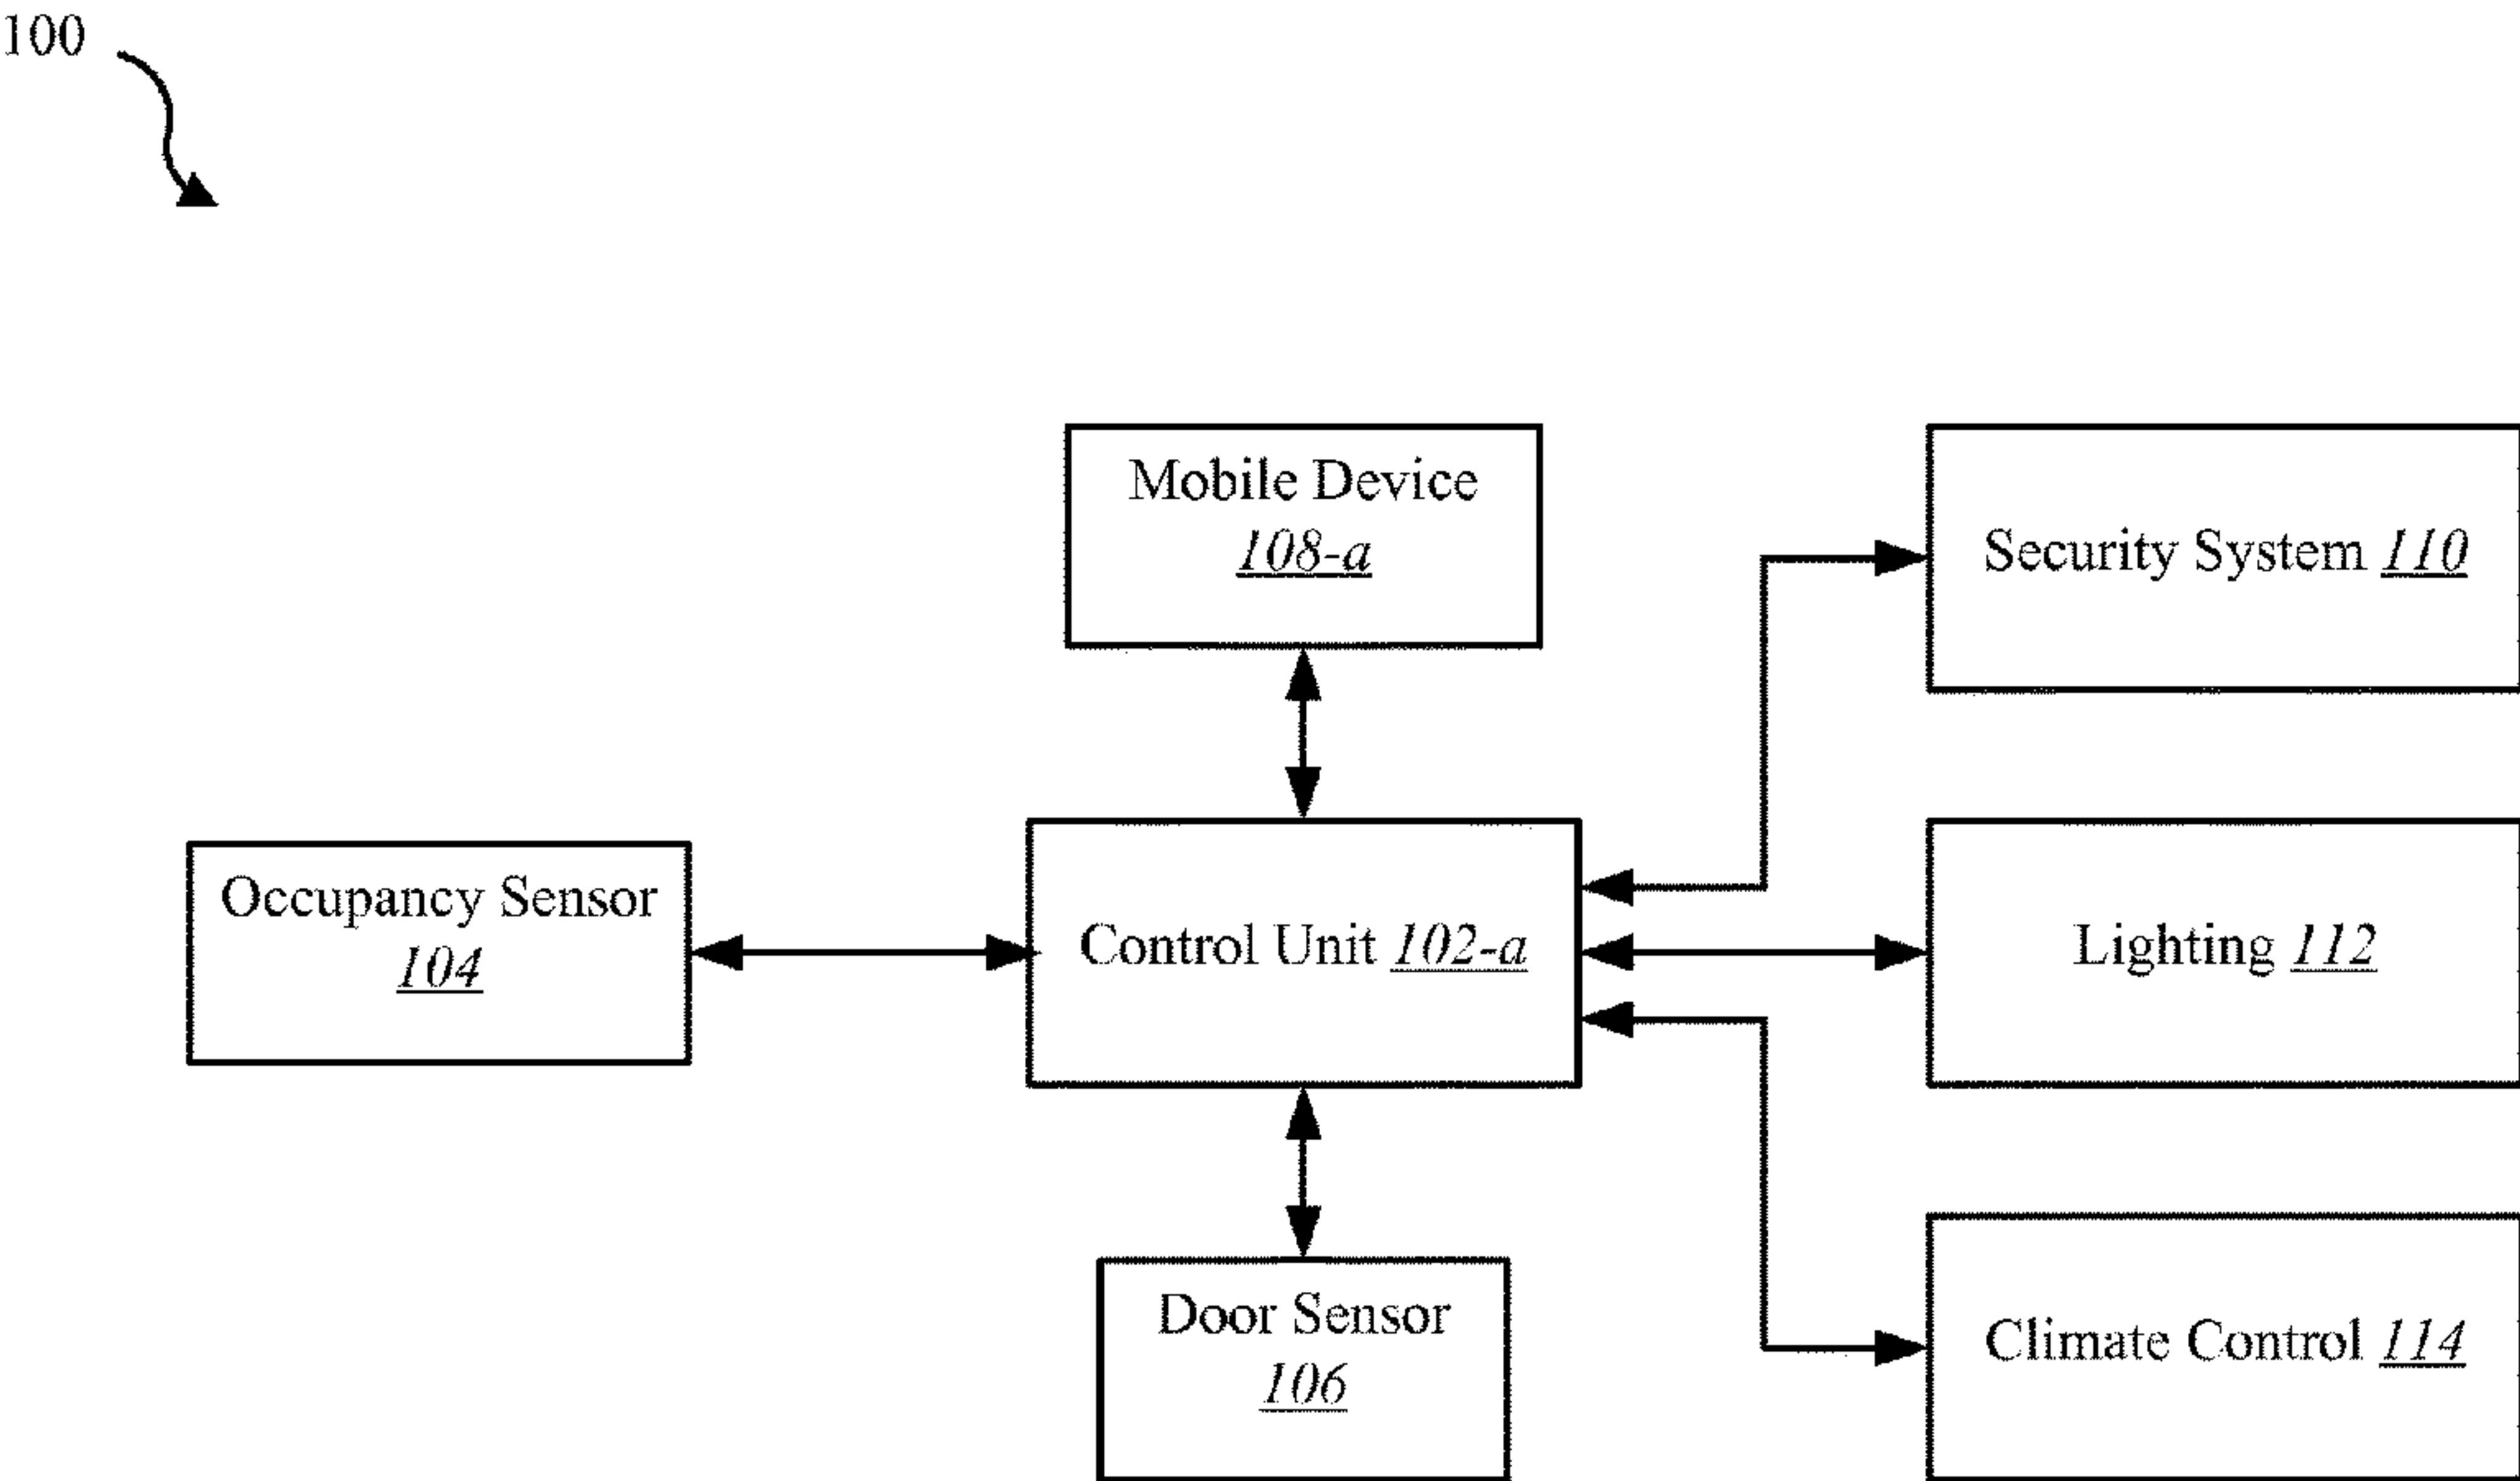 100
Mobile Device
108-a
Security System 110
Occupancy Sensor
104
Control Unit 102-a
Lighting 112
Door Sensor
106
Climate Control 114